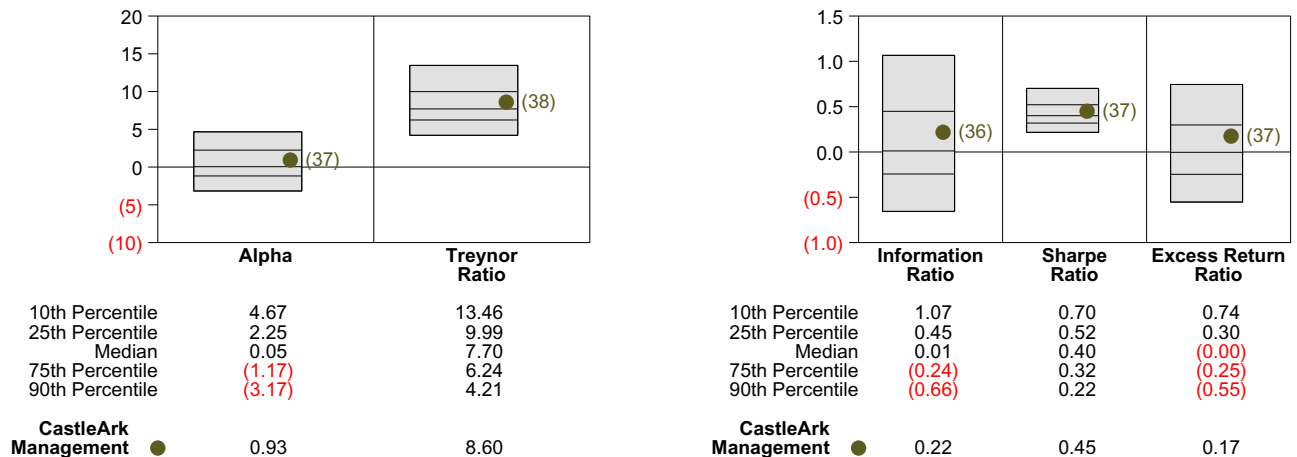 20
15
10
5
0
(5)
(10)
(37)
(38)
Alpha
Treynor
Ratio
10th Percentile 4.67 13.46
25th Percentile 2.25 9.99
Median 0.05 7.70
75th Percentile (1.17) 6.24
90th Percentile (3.17) 4.21
CastleArk
Management 0.93 8.60
1.5
1.0
0.5
0.0
(0.5)
(1.0)
(36)
(37)
(37)
Information
Ratio
Sharpe
Ratio
Excess Return
Ratio
10th Percentile 1.07 0.70 0.74
25th Percentile 0.45 0.52 0.30
Median 0.01 0.40 (0.00)
75th Percentile (0.24) 0.32 (0.25)
90th Percentile (0.66) 0.22 (0.55)
CastleArk
Management 0.22 0.45 0.17